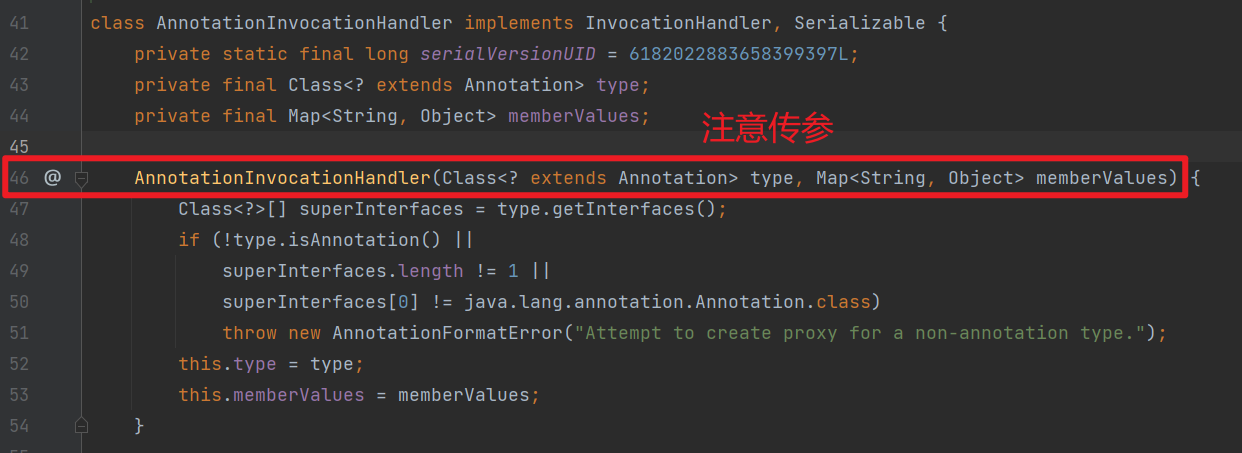 41 class AnnotationInvocationHandler implements InvocationHandler, Serializable {
42 private static final long serialVersionUID = 6182022883658399397L;
43 private final Class<? extends Annotation> type;
44 private final Map<String, Object> memberValues;
注意传参
45
46 @ AnnotationInvocationHandler(Class<? extends Annotation> type, Map<String, Object> memberValues) {
47 Class<?>[] superInterfaces = type.getInterfaces();
48 if (!type.isAnnotation() ||
49 superInterfaces.length != 1 ||
50 superInterfaces[0] != java.lang.annotation.Annotation.class)
51 throw new AnnotationFormatError("Attempt to create proxy for a non-annotation type.");
52 this.type = type;
53 this.memberValues = memberValues;
54 }